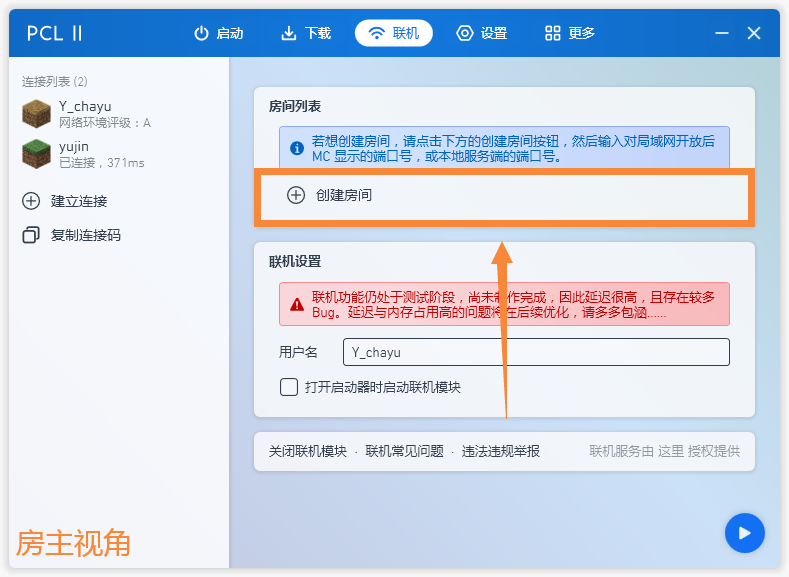 PCL II
启动
下载
联机
设置
更多
连接列表 (2)
Y_chayu
网络环境评级：A
yujin
已连接，371ms
建立连接
复制连接码
房间列表
若想创建房间，请点击下方的创建房间按钮，然后输入对局域网开放后
MC 显示的端口号，或本地服务端的端口号。
创建房间
联机设置
联机功能仍处于测试阶段，尚未制作完成，因此延迟很高，且存在较多
Bug。延迟与内存占用高的问题将在后续优化，请多多包涵......
用户名
Y_chayu
打开启动器时启动联机模块
关闭联机模块 · 联机常见问题 · 违法违规举报
联机服务由 这里 授权提供
房主视角